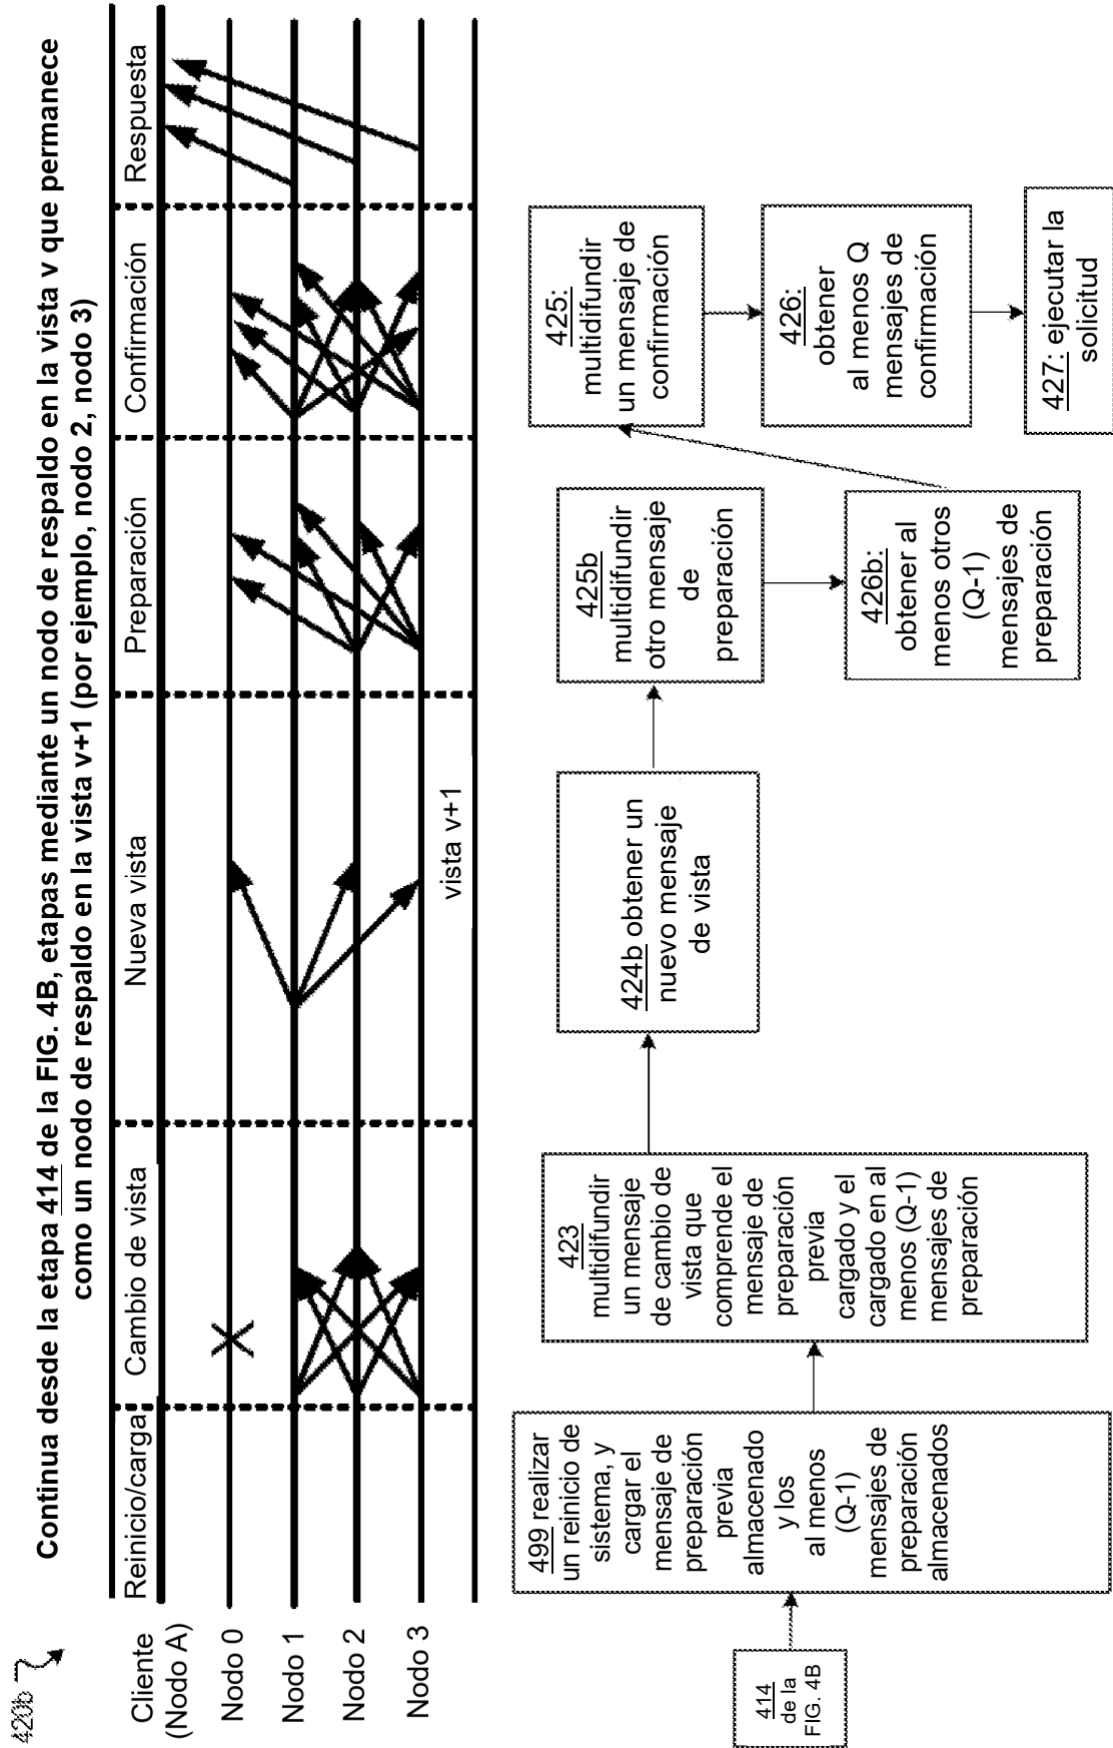 420b
Continua desde la etapa 414 de la FIG. 4B, etapas mediante un nodo de respaldo en la vista v que permanece
como un nodo de respaldo en la vista v+1 (por ejemplo, nodo 2, nodo 3)
Reinicio/carga
Cambio de vista
Nueva vista
Preparación
Confirmación
Respuesta
Cliente
(Nodo A)
Nodo 0
Nodo 1
Nodo 2
Nodo 3
vista v+1
414
de la
FIG. 4B
499 realizar
un reinicio de
sistema, y
cargar el
mensaje de
preparación
previa
almacenado
y los
al menos
(Q-1)
mensajes de
preparación
almacenados
423
multidifundir
un mensaje
de cambio de
vista que
comprende el
mensaje de
preparación
previa
cargado y el
cargado en al
menos (Q-1)
mensajes de
preparación
424b obtener un
nuevo mensaje
de vista
425b
multidifundir
otro mensaje
de
preparación
426b:
obtener al
menos otros
(Q-1)
mensajes de
preparación
425:
multidifundir
un mensaje de
confirmación
426:
obtener
al menos Q
mensajes de
confirmación
427: ejecutar la
solicitud